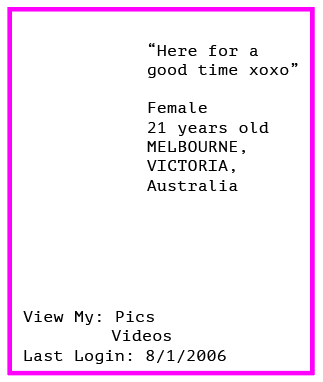 “Here for a
good time xoxo”
Female
21 years old
MELBOURNE,
VICTORIA,
Australia
View My: Pics
Videos
Last Login: 8/1/2006